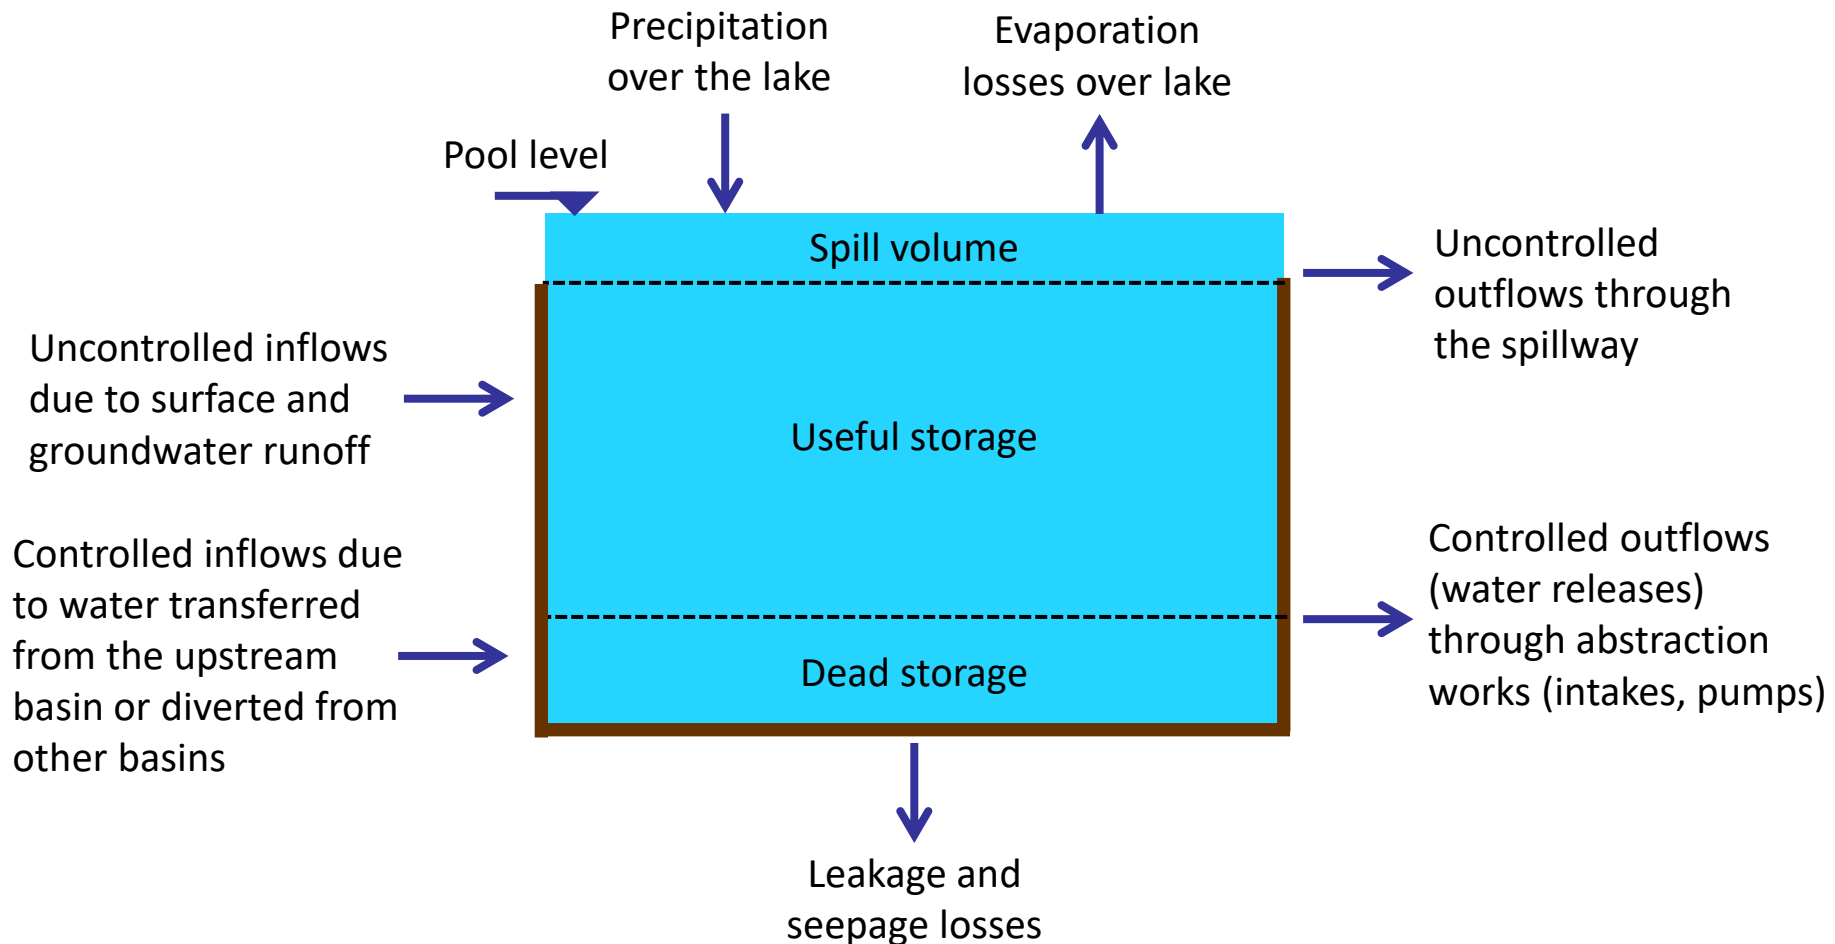 Precipitation
over the lake
Evaporation
losses over lake
Pool level
Spill volume
Uncontrolled
outflows through
the spillway
Uncontrolled inflows
due to surface and
groundwater runoff
Useful storage
Controlled inflows due
to water transferred
from the upstream
basin or diverted from
other basins
Controlled outflows
(water releases)
through abstraction
works (intakes, pumps)
Dead storage
Leakage and
seepage losses